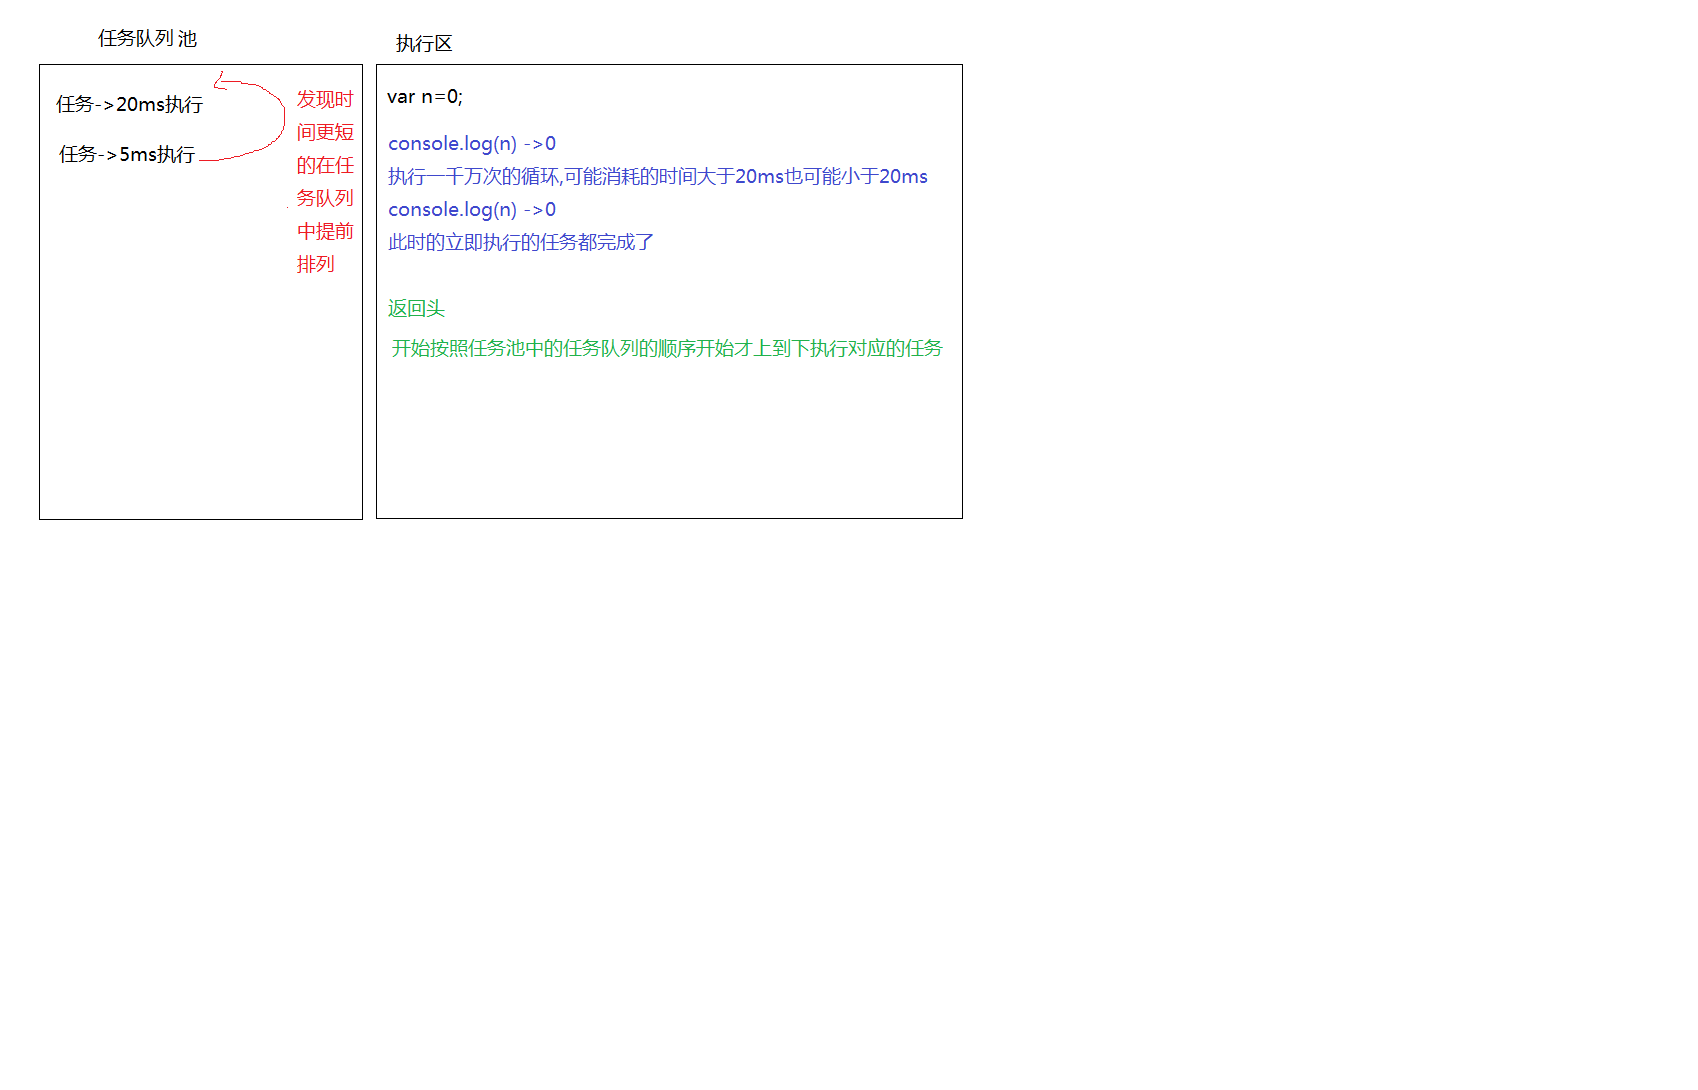 任务队列 池
任务->20ms执行
任务->5ms执行
发现时
间更短
的在任
务队列
中提前
排列
执行区
var n=0;
console.log(n) ->0
执行一千万次的循环,可能消耗的时间大于20ms也可能小于20ms
console.log(n) ->0
此时的立即执行的任务都完成了
返回头
开始按照任务池中的任务队列的顺序开始才上到下执行对应的任务